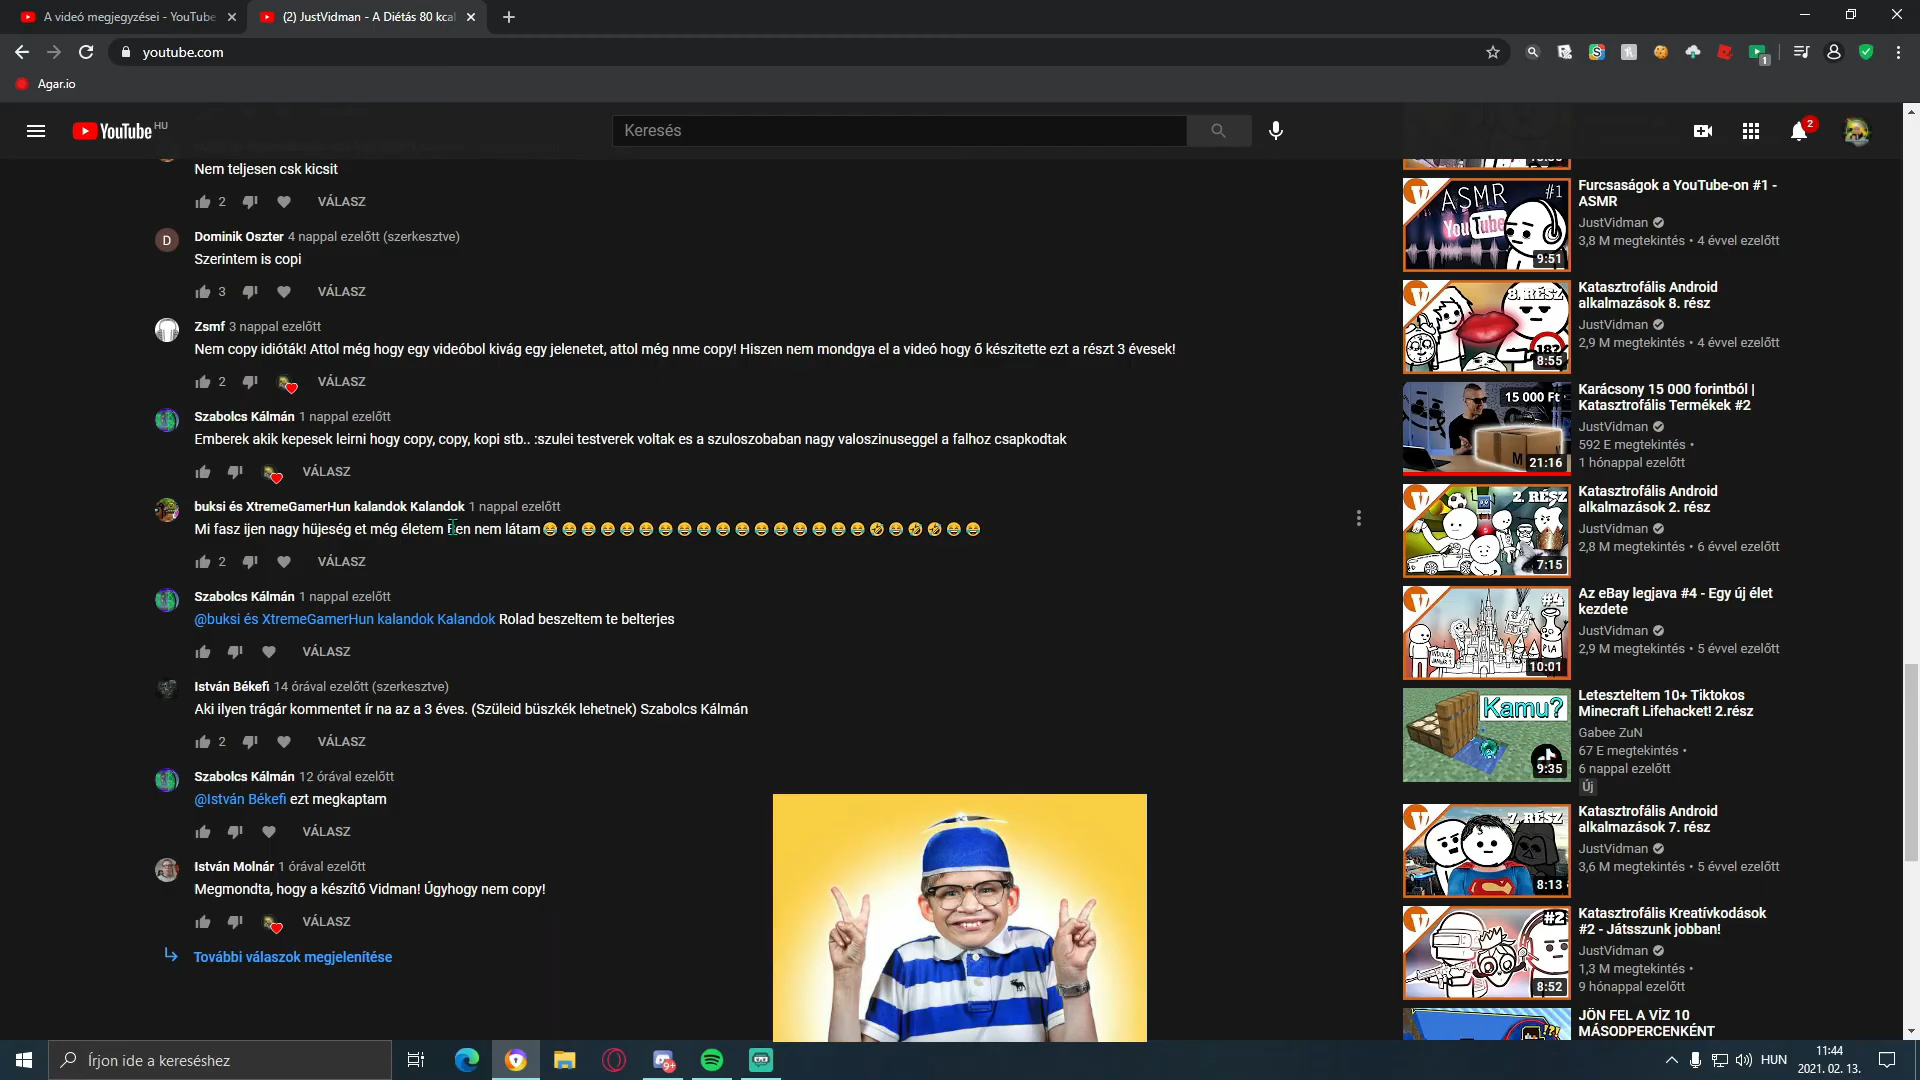 A videó megjegyzései - YouTube
(2) JustVidman - A Diétás 80 kcal
youtube.com
1
Agar.io
YouTube HU
Keresés
2
Nem teljesen csk kicsit
2 VÁLASZ
D
Dominik Oszter 4 nappal ezelőtt (szerkesztve)
Szerintem is copi
3 VÁLASZ
Zsmf 3 nappal ezelőtt
Nem copy idióták! Attol még hogy egy videóbol kivág egy jelenetet, attol még nme copy! Hiszen nem mondgya el a videó hogy ő készitette ezt a részt 3 évesek!
2 VÁLASZ
Szabolcs Kálmán 1 nappal ezelőtt
Emberek akik kepesek leirni hogy copy, copy, kopi stb.. :szulei testverek voltak es a szuloszobaban nagy valoszinuseggel a falhoz csapkodtak
VÁLASZ
buksi és XtremeGamerHun kalandok Kalandok 1 nappal ezelőtt
Mi fasz ijen nagy hüjeség et még életem en nem látam 😂😂😂😂😂😂😂😂😂😂😂😂😂😂😂😂😂🤣😂🤣🤣😂😂
2 VÁLASZ
Szabolcs Kálmán 1 nappal ezelőtt
@buksi és XtremeGamerHun kalandok Kalandok Rolad beszeltem te belterjes
VÁLASZ
István Békefi 14 órával ezelőtt (szerkesztve)
Aki ilyen trágár kommentet ír na az a 3 éves. (Szüleid büszkék lehetnek) Szabolcs Kálmán
2 VÁLASZ
Szabolcs Kálmán 12 órával ezelőtt
@István Békefi ezt megkaptam
VÁLASZ
István Molnár 1 órával ezelőtt
Megmondta, hogy a készítő Vidman! Úgyhogy nem copy!
VÁLASZ
További válaszok megjelenítése
ASMR #1
YouTube
9:51
Furcsaságok a YouTube-on #1 -
ASMR
JustVidman
3,8 M megtekintés • 4 évvel ezelőtt
8. RÉSZ
18?
8:55
Katasztrofális Android
alkalmazások 8. rész
JustVidman
2,9 M megtekintés • 4 évvel ezelőtt
15 000 Ft
M
21:16
Karácsony 15 000 forintból |
Katasztrofális Termékek #2
JustVidman
592 E megtekintés •
1 hónappal ezelőtt
2. RÉSZ
7:15
Katasztrofális Android
alkalmazások 2. rész
JustVidman
2,8 M megtekintés • 6 évvel ezelőtt
#4
PIA
10:01
Az eBay legjava #4 - Egy új élet
kezdete
JustVidman
2,9 M megtekintés • 5 évvel ezelőtt
Kamu?
9:35
Leteszteltem 10+ Tiktokos
Minecraft Lifehacket! 2.rész
Gabee ZuN
67 E megtekintés •
6 nappal ezelőtt
Új
7. RÉSZ
8:13
Katasztrofális Android
alkalmazások 7. rész
JustVidman
3,6 M megtekintés • 5 évvel ezelőtt
#2
8:52
Katasztrofális Kreatívkodások
#2 - Játsszunk jobban!
JustVidman
1,3 M megtekintés •
9 hónappal ezelőtt
!?!
JÖN FEL A VÍZ 10
MÁSODPERCENKÉNT
Írjon ide a kereséshez
9+
HUN
11:44
2021. 02. 13.